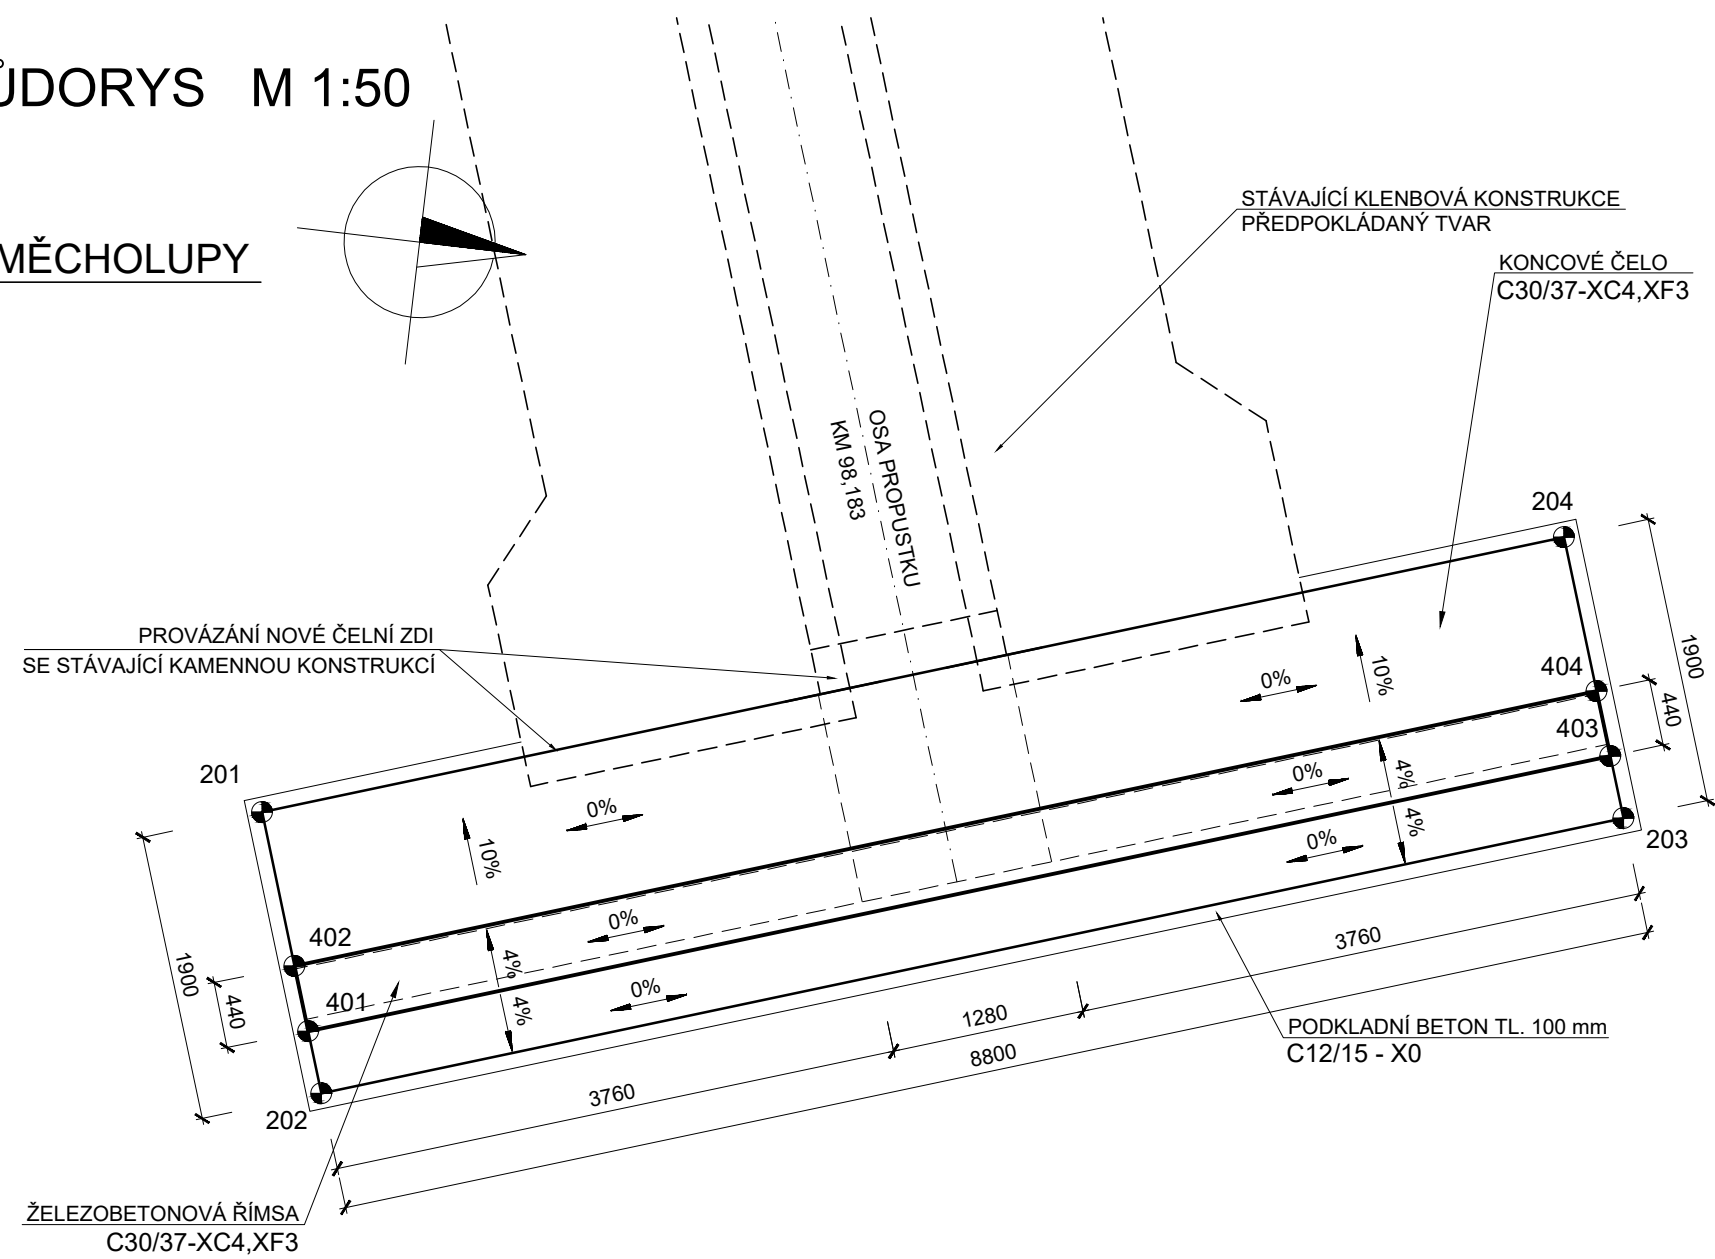 ŮDORYS M 1:50
MĚCHOLUPY
STÁVAJÍCÍ KLENBOVÁ KONSTRUKCE
PŘEDPOKLÁDANÝ TVAR
KONCOVÉ ČELO
C30/37-XC4,XF3
OSA PROPUSTKU
KM 98,183
204
1900
PROVÁZÁNÍ NOVÉ ČELNÍ ZDI
SE STÁVAJÍCÍ KAMENNOU KONSTRUKCÍ
10%
0%
404
440
403
201
0%
4%
0%
4%
203
10%
0%
0%
402
4%
3760
1900
440
401
4%
0%
1280
PODKLADNÍ BETON TL. 100 mm
C12/15 - X0
8800
3760
202
ŽELEZOBETONOVÁ ŘÍMSA
C30/37-XC4,XF3